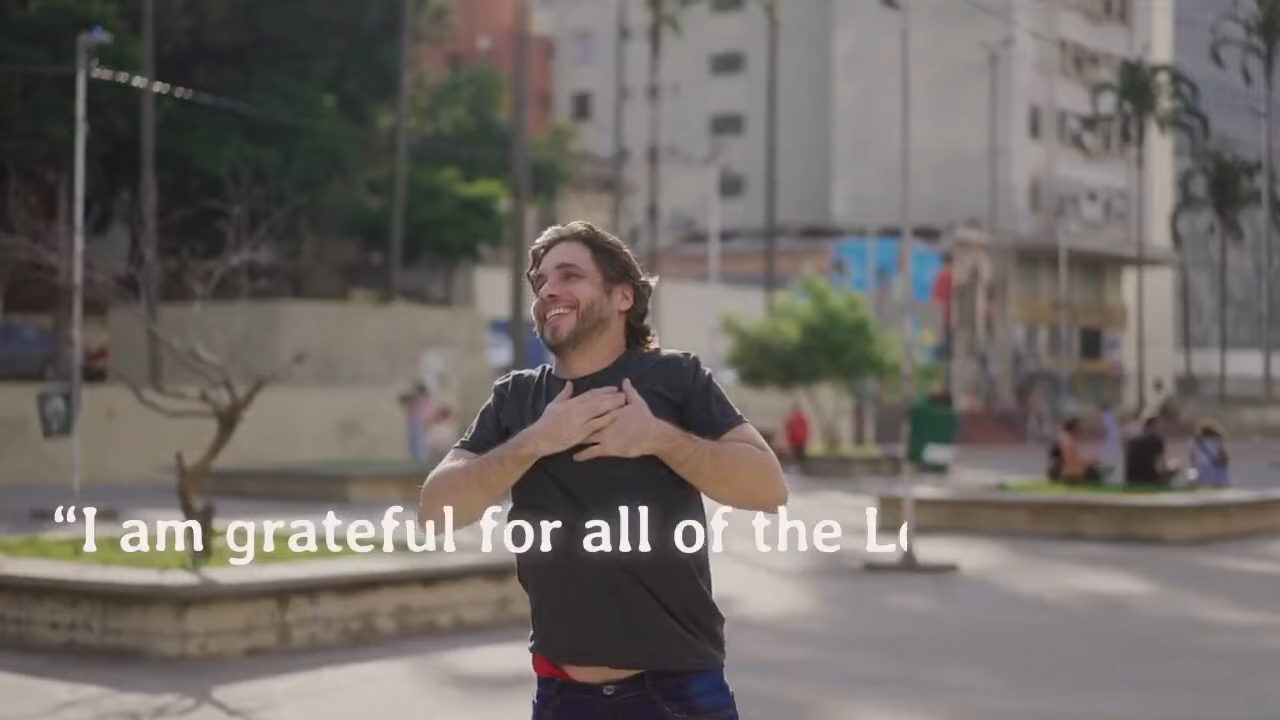 “I am grateful for all of the